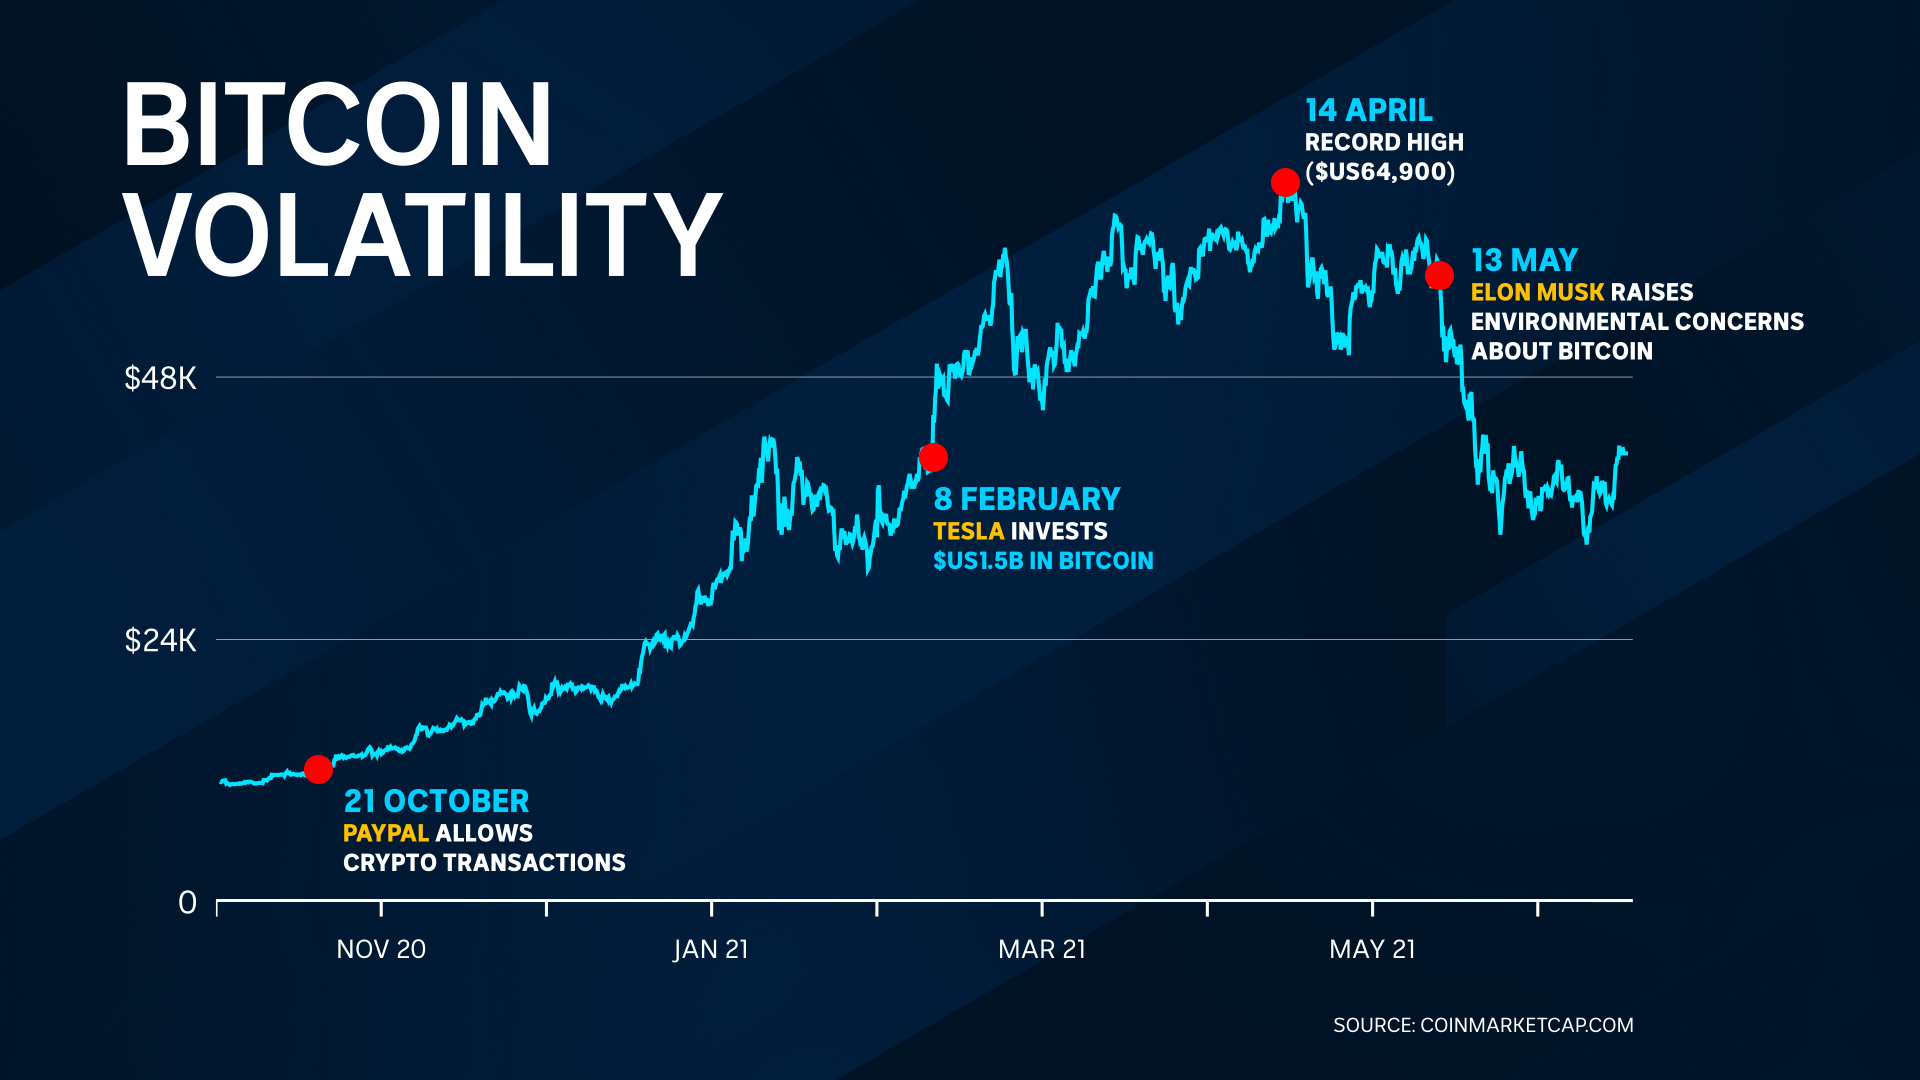 BITCOIN
VOLATILITY
14 APRIL
RECORD HIGH
($US64,900)
13 MAY
ELON MUSK RAISES
ENVIRONMENTAL CONCERNS
ABOUT BITCOIN
$48K
8 FEBRUARY
TESLA INVESTS
$US1.5B IN BITCOIN
$24K
21 OCTOBER
PAYPAL ALLOWS
CRYPTO TRANSACTIONS
0
NOV 20 JAN 21 MAR 21 MAY 21
SOURCE: COINMARKETCAP.COM